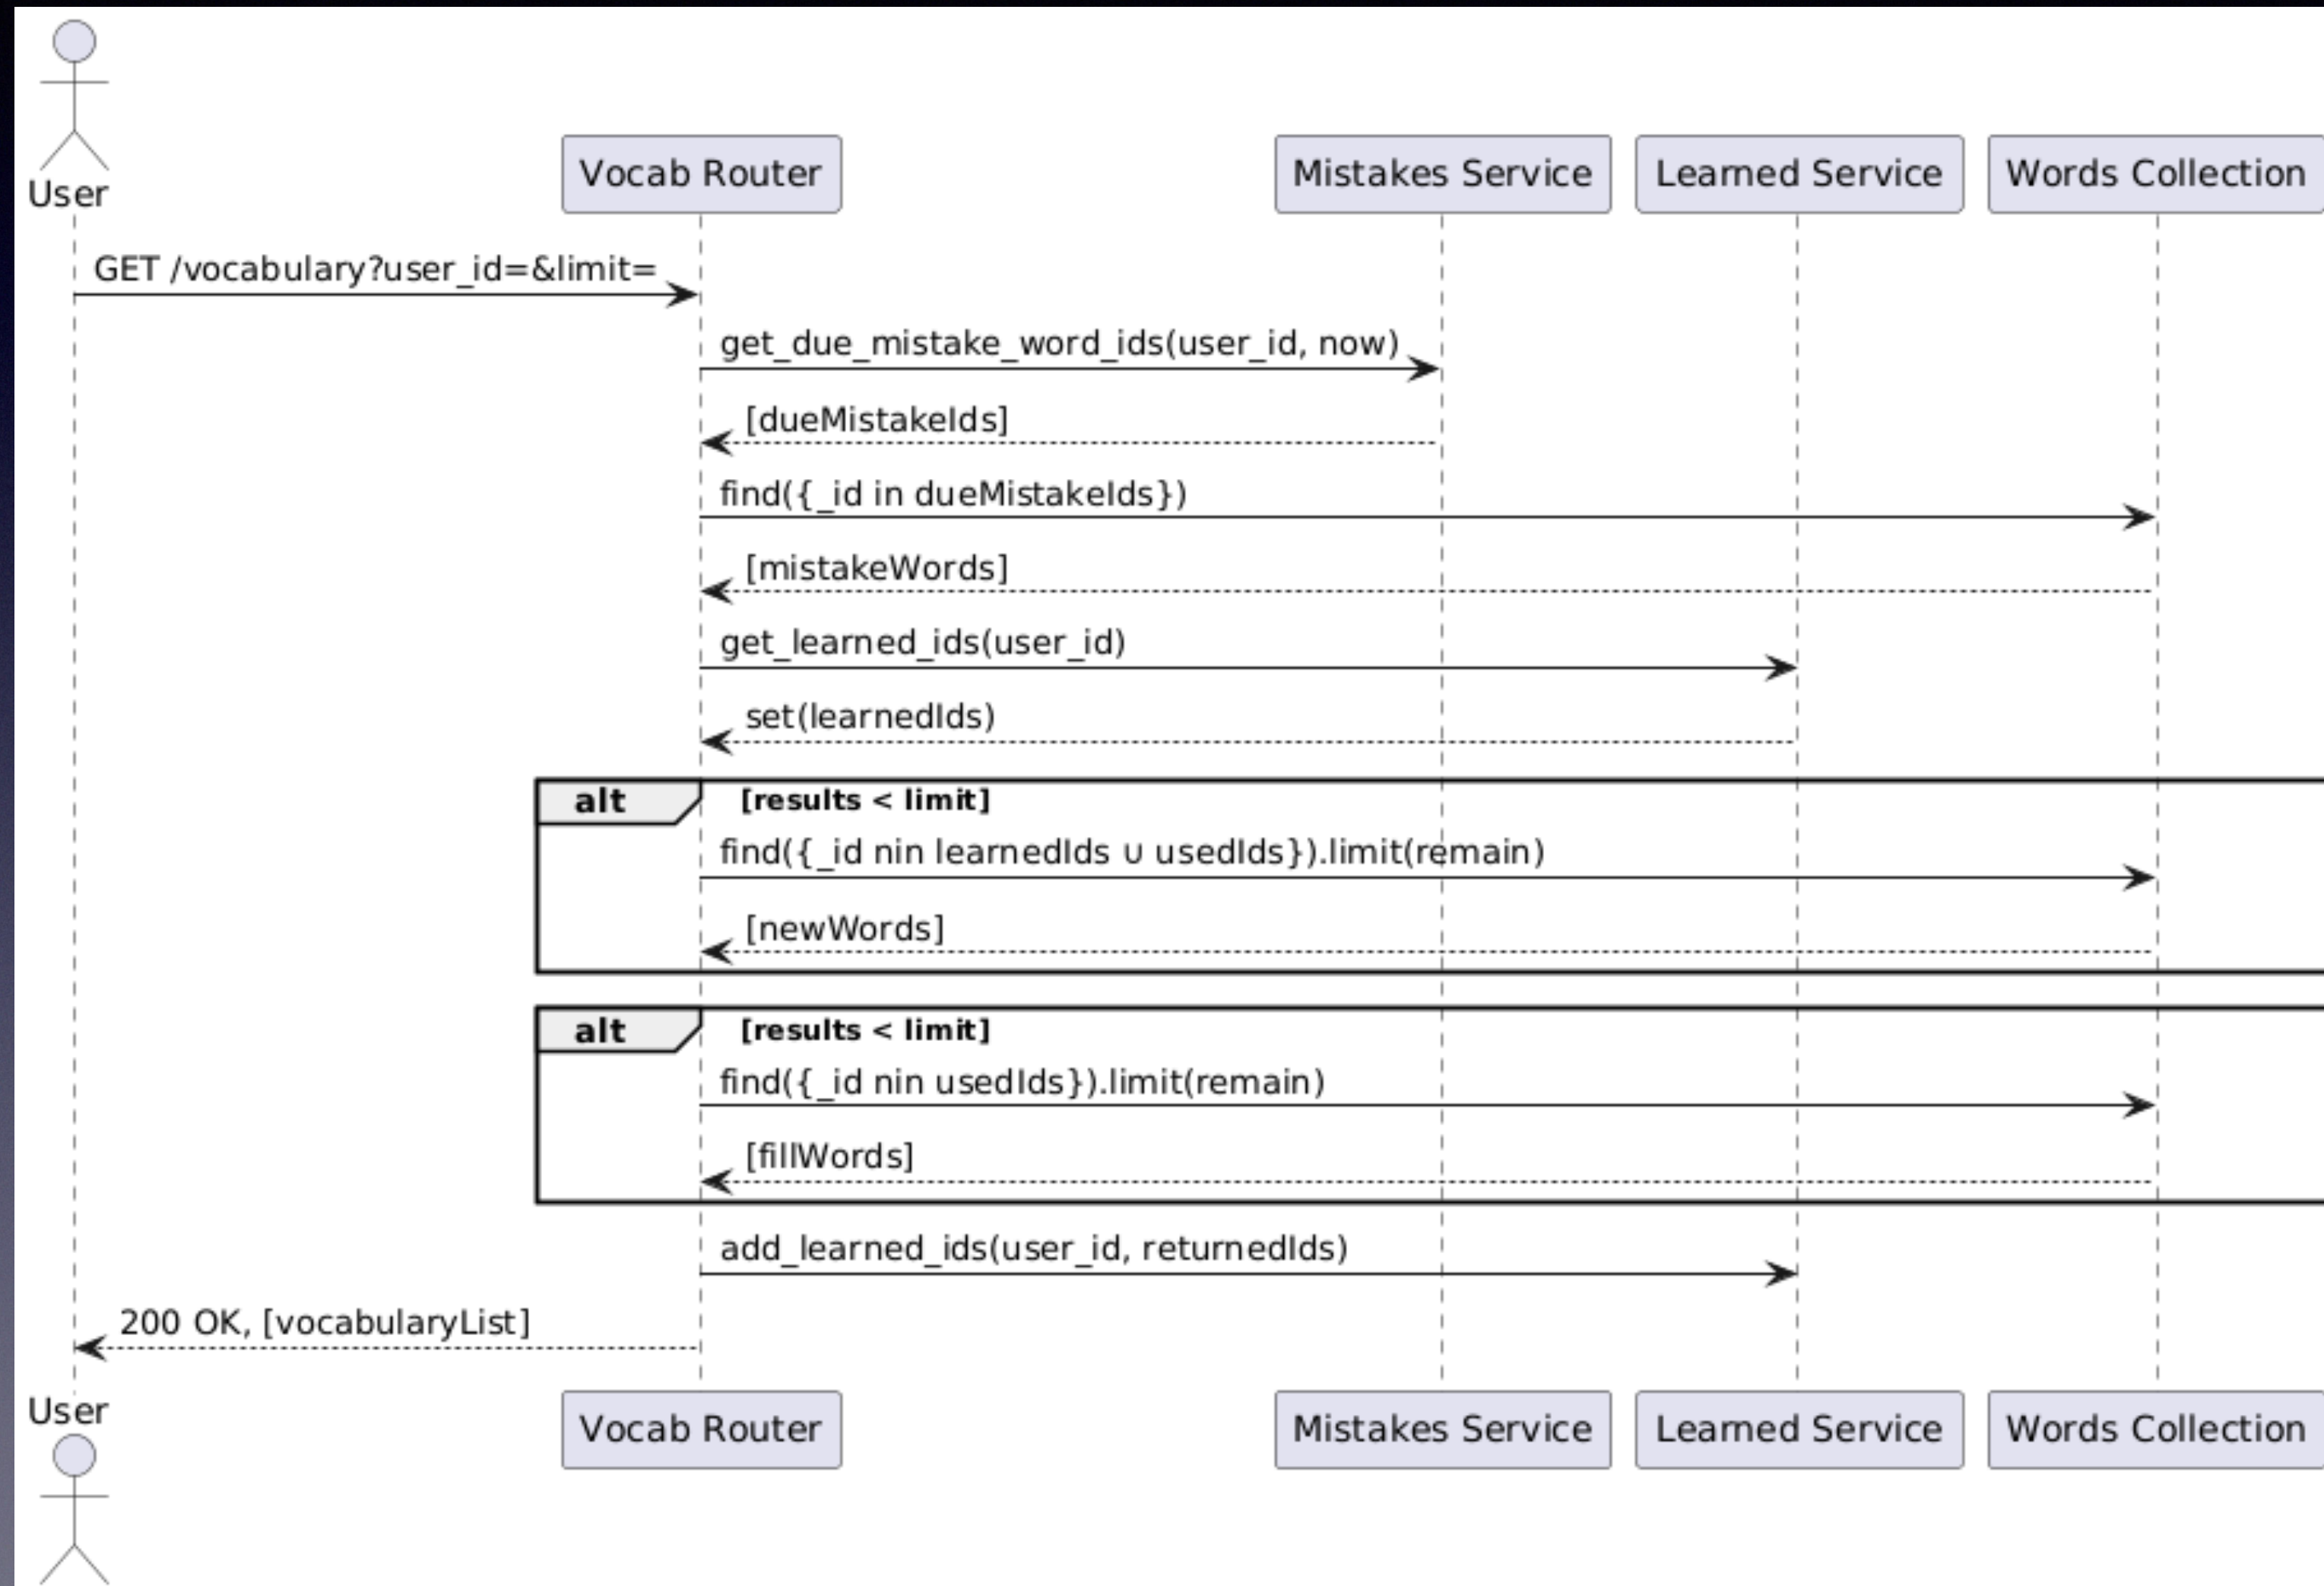 User
Vocab Router
Mistakes Service
Learned Service
Words Collection
GET /vocabulary?user_id=&limit=
get_due_mistake_word_ids(user_id, now)
[dueMistakeIds]
find({_id in dueMistakeIds})
[mistakeWords]
get_learned_ids(user_id)
set(learnedIds)
alt [results < limit]
find({_id nin learnedIds ∪ usedIds}).limit(remain)
[newWords]
alt [results < limit]
find({_id nin usedIds}).limit(remain)
[fillWords]
add_learned_ids(user_id, returnedIds)
200 OK, [vocabularyList]
User
Vocab Router
Mistakes Service
Learned Service
Words Collection